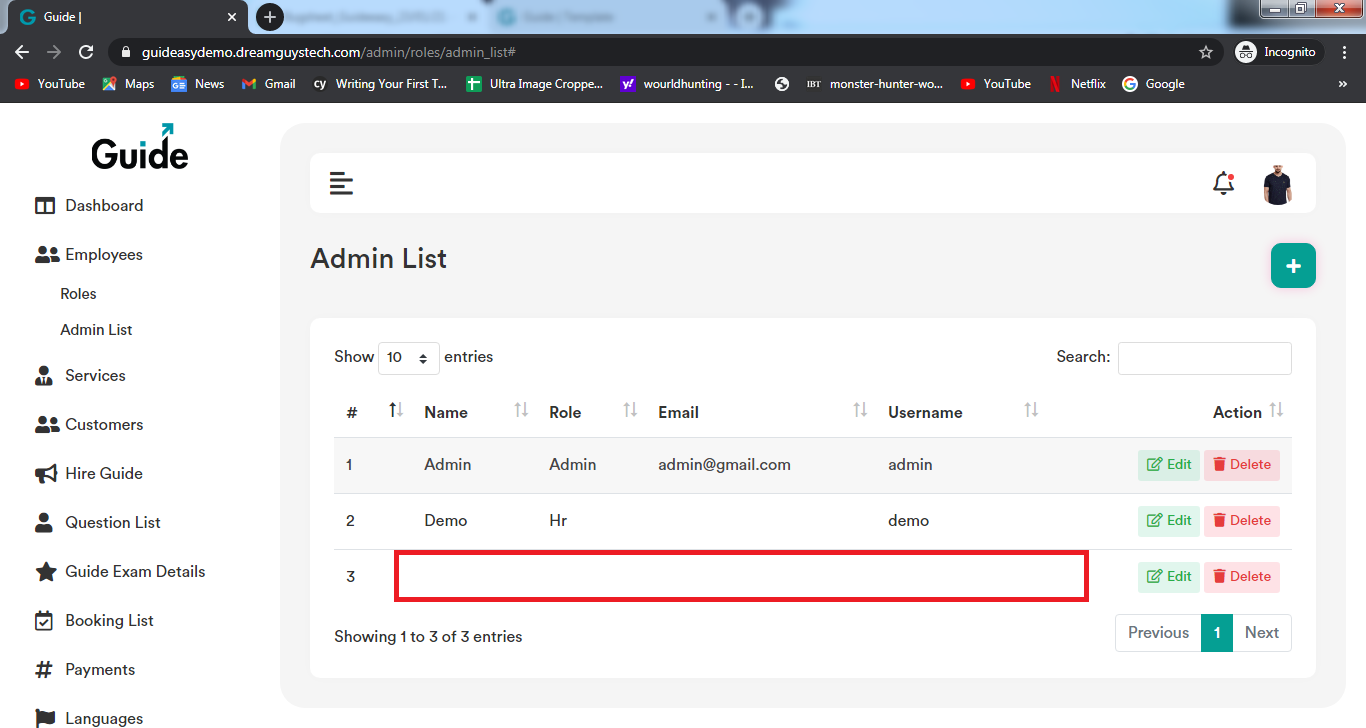 Guide |
guideasydemo.dreamguystech.com/admin/roles/admin_list#
Incognito
YouTube
Maps
News
Gmail
cy Writing Your First T...
Ultra Image Croppe...
y! wourldhunting - - I...
IBT monster-hunter-wo...
YouTube
Netflix
Google
»
Guide
Dashboard
Employees
Roles
Admin List
Services
Customers
Hire Guide
Question List
Guide Exam Details
Booking List
Payments
Languages
Admin List
+
Show 10 entries
Search:
# Name Role Email Username Action
1 Admin Admin admin@gmail.com admin Edit Delete
2 Demo Hr demo Edit Delete
3 Edit Delete
Showing 1 to 3 of 3 entries
Previous 1 Next